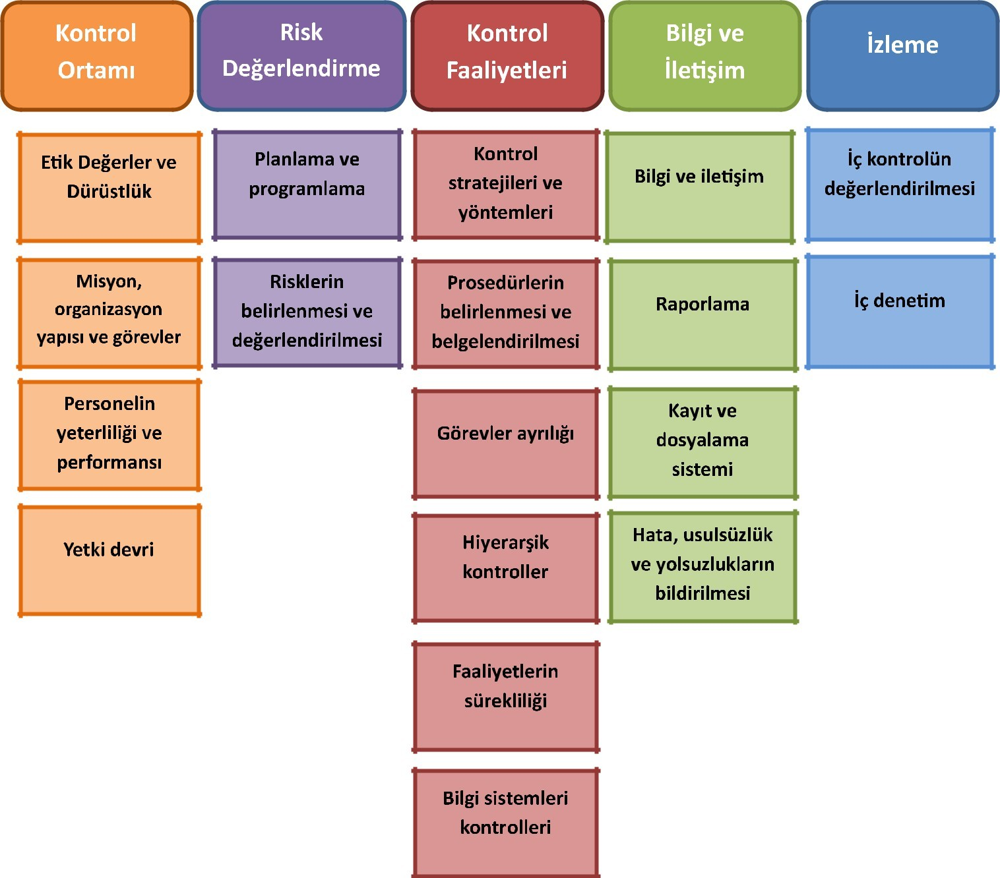 Kontrol
Ortamı
Risk
Değerlendirme
Kontrol
Faaliyetleri
Bilgi ve
İletişim
İzleme
Etik Değerler ve
Dürüstlük
Misyon,
organizasyon
yapısı ve görevler
Personelin
yeterliliği ve
performansı
Yetki devri
Planlama ve
programlama
Risklerin
belirlenmesi ve
değerlendirilmesi
Kontrol
stratejileri ve
yöntemleri
Prosedürlerin
belirlenmesi ve
belgelendirilmesi
Görevler ayrılığı
Hiyerarşik
kontroller
Faaliyetlerin
sürekliliği
Bilgi sistemleri
kontrolleri
Bilgi ve iletişim
Raporlama
Kayıt ve
dosyalama
sistemi
Hata, usulsüzlük
ve yolsuzlukların
bildirilmesi
İç kontrolün
değerlendirilmesi
İç denetim